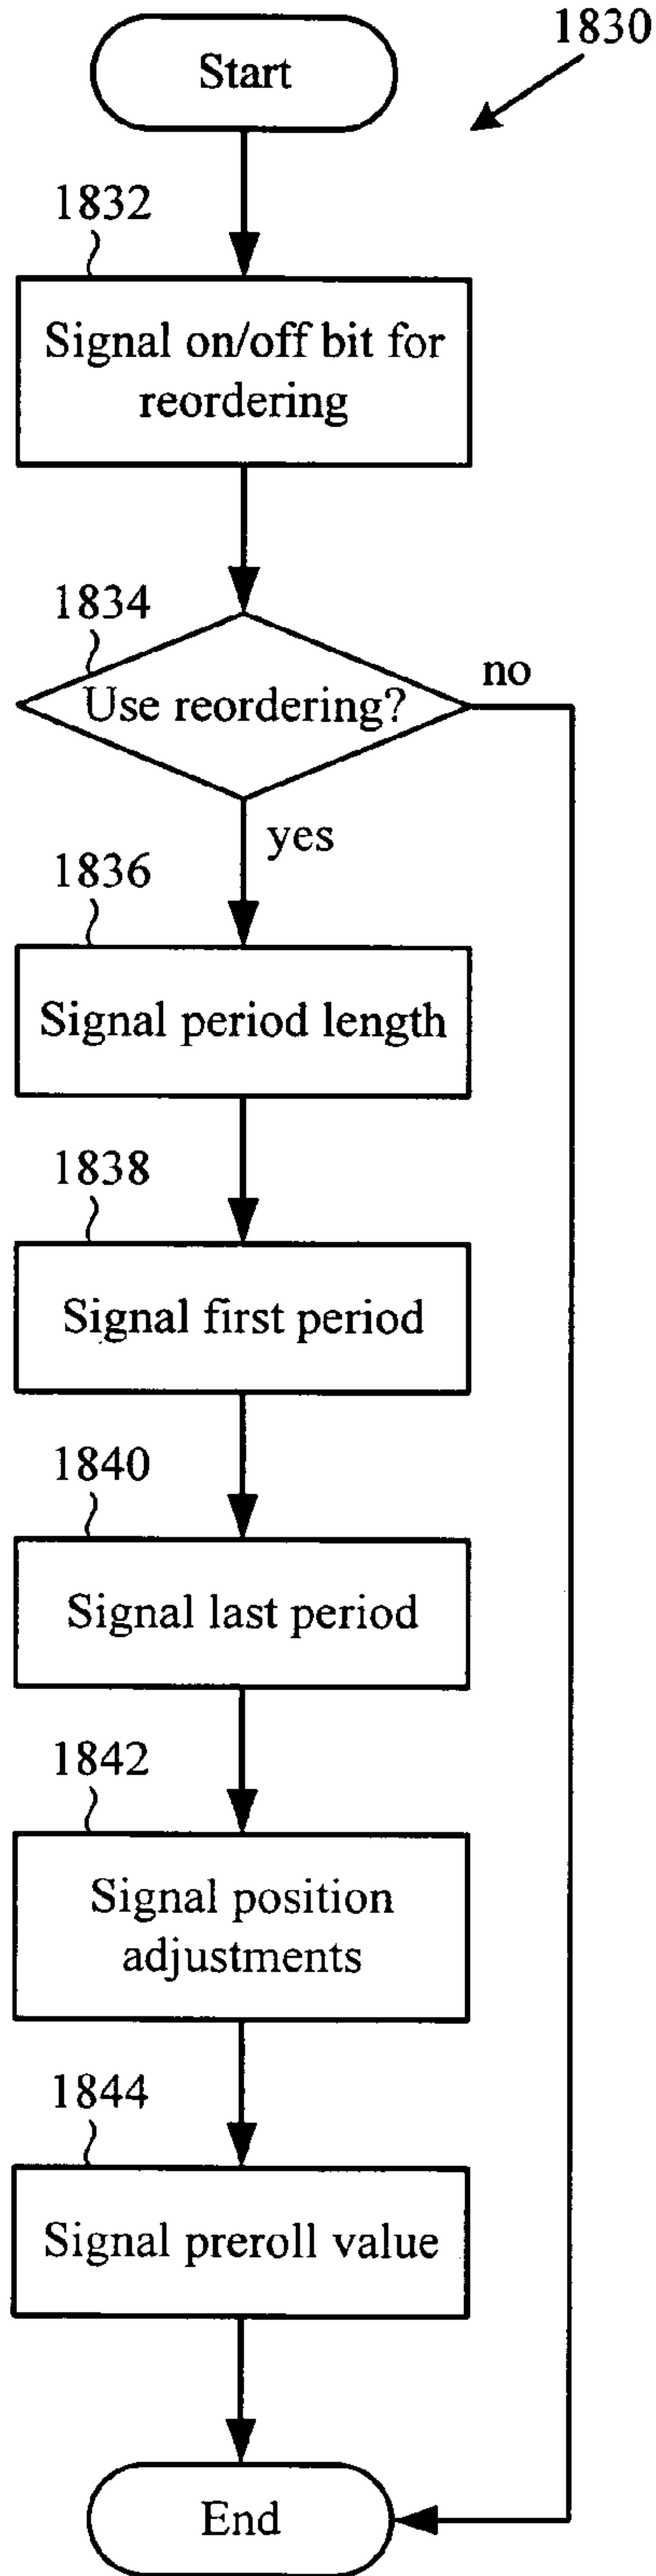 1830
Start
1832
Signal on/off bit for
reordering
1834
Use reordering?
no
yes
1836
Signal period length
1838
Signal first period
1840
Signal last period
1842
Signal position
adjustments
1844
Signal preroll value
End